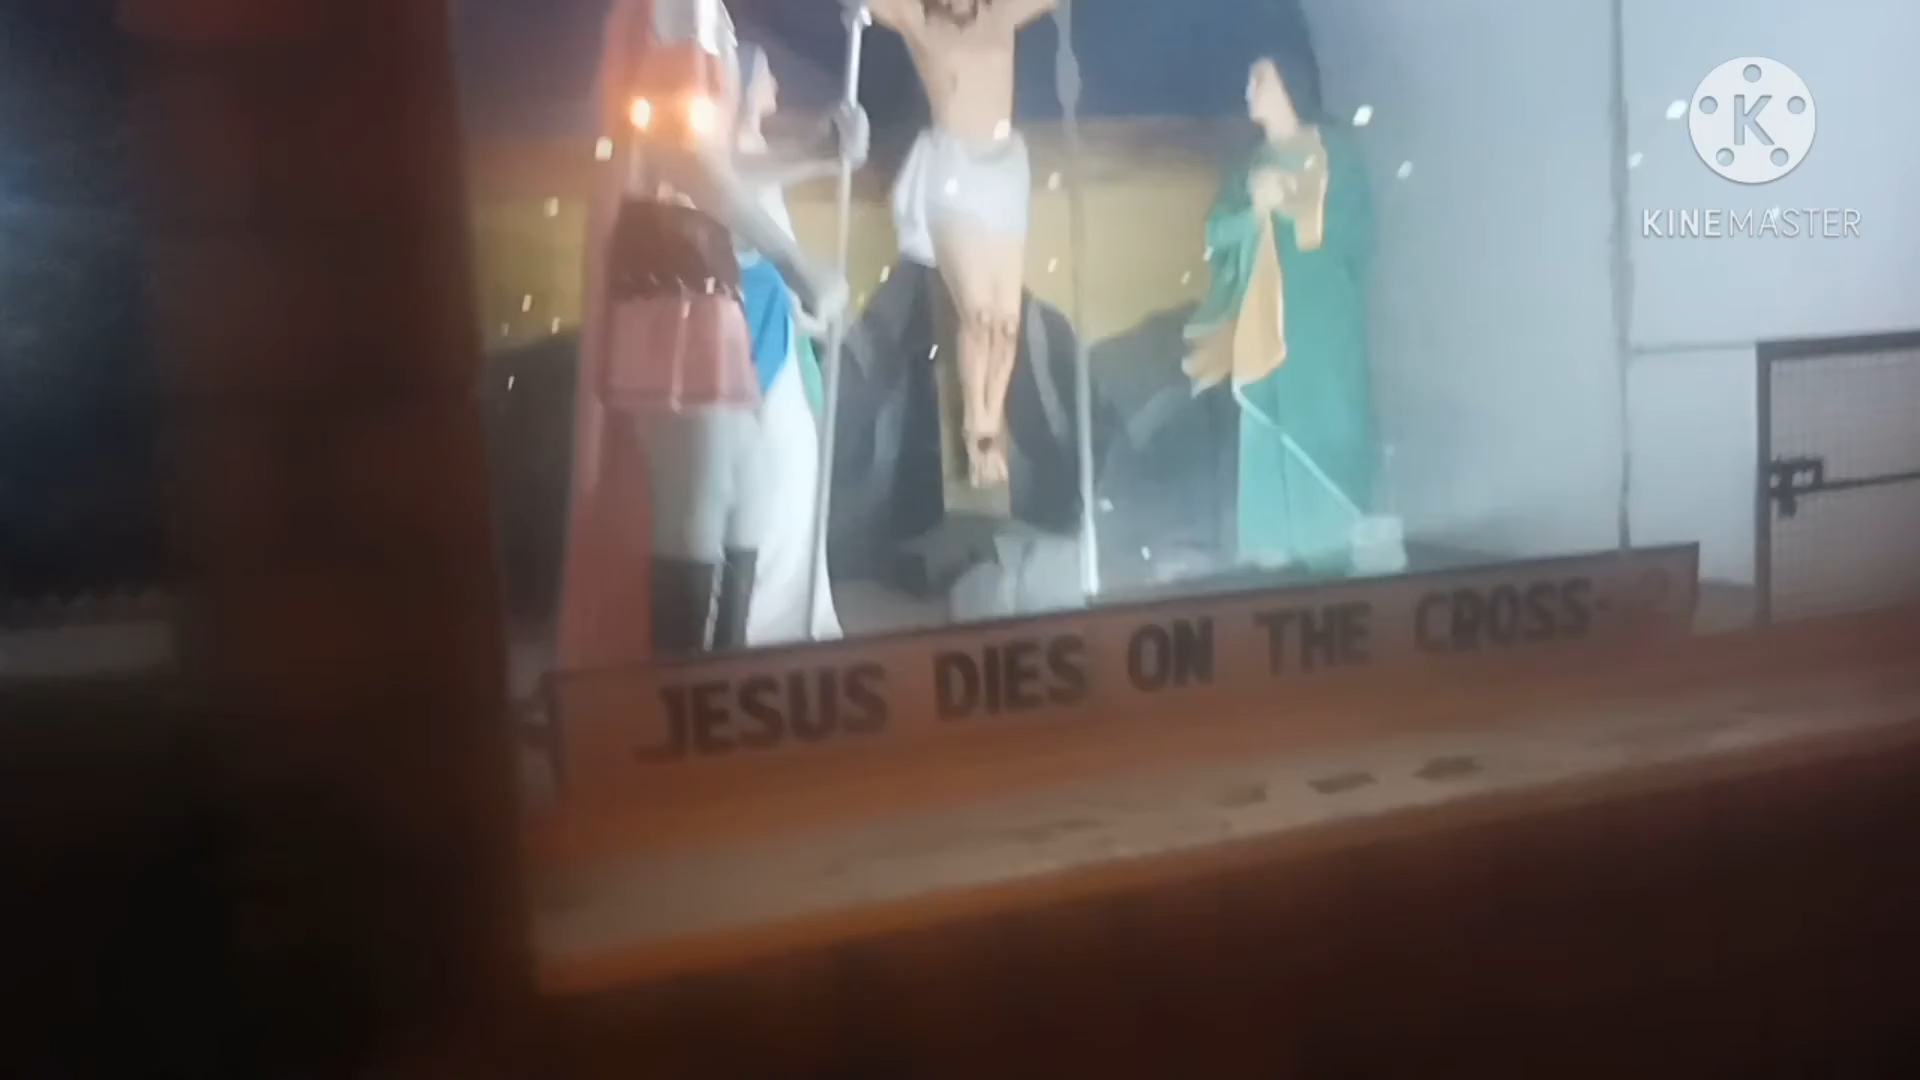 K
KINEMASTER
JESUS DIES ON THE CROSS-